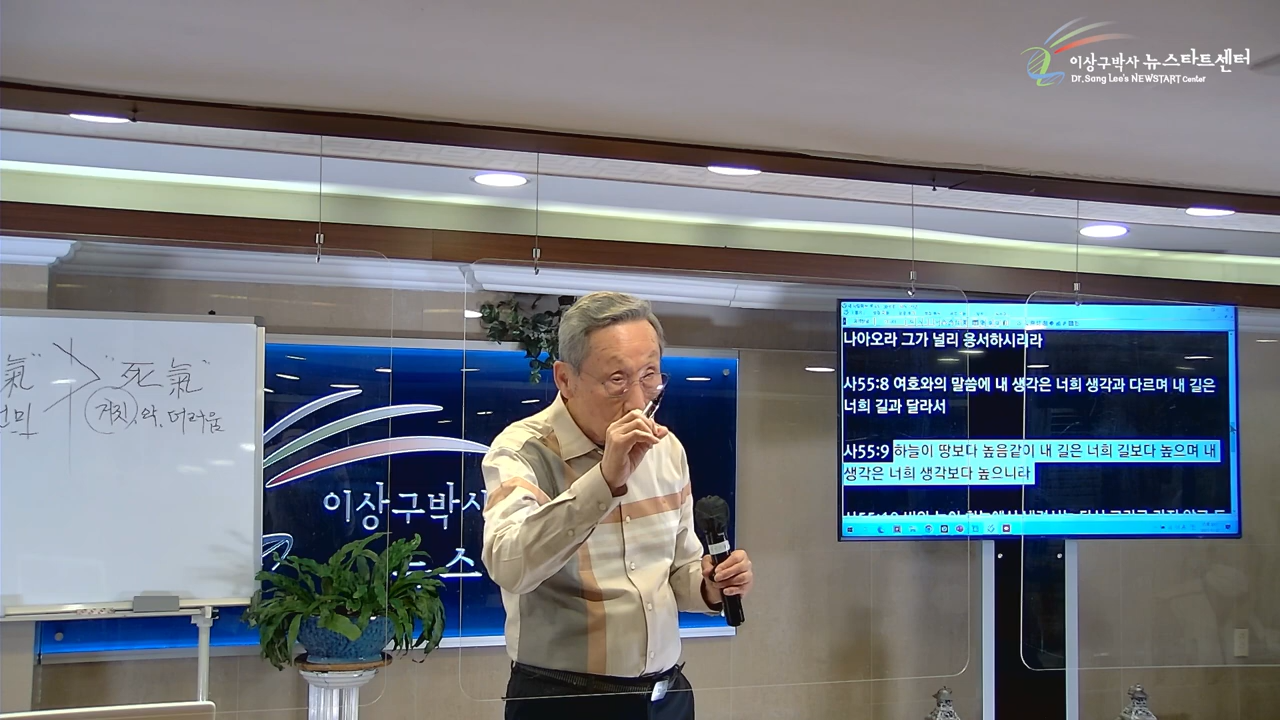 이상구박사 뉴스타트센터
Dr. Sang Lee's NEWSTART Center
氣" > "死氣"
거짓, 악, 더러움
이상구박사
나아오라 그가 널리 용서하시리라
사55:8 여호와의 말씀에 내 생각은 너희 생각과 다르며 내 길은
너희 길과 달라서
사55:9 하늘이 땅보다 높음같이 내 길은 너희 길보다 높으며 내
생각은 너희 생각보다 높으니라